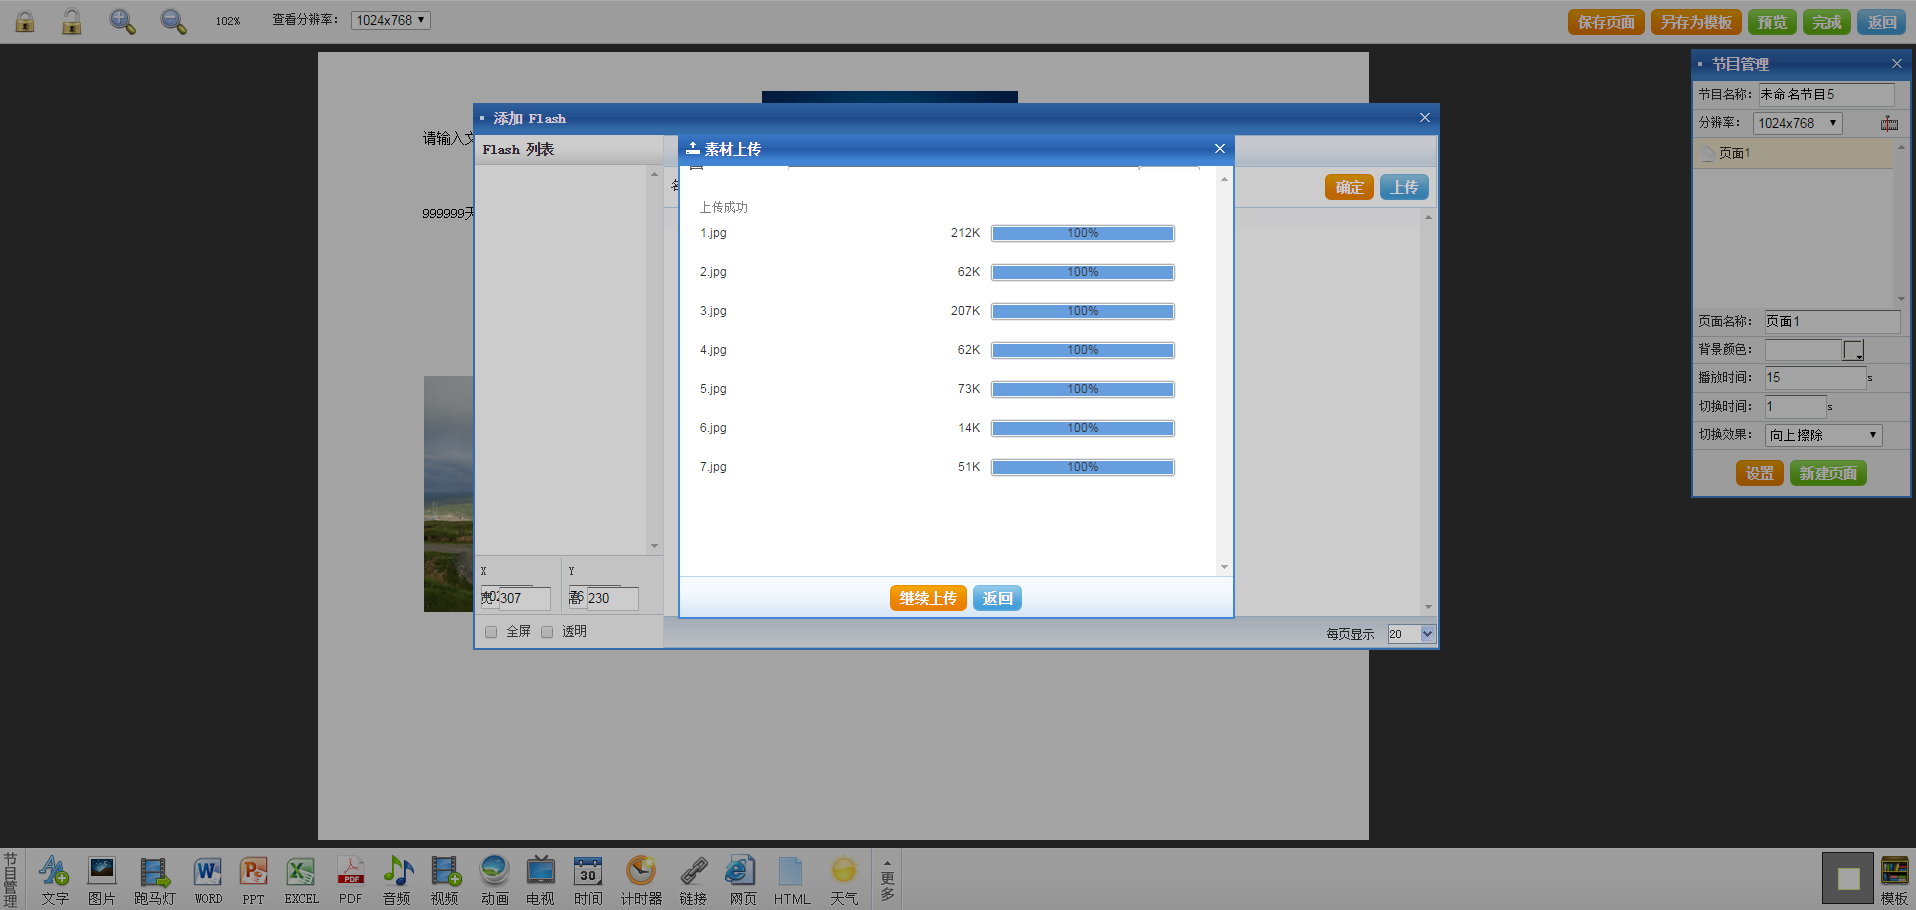 102%
查看分辨率：
1024x768
保存页面
另存为模板
预览
完成
返回
节目管理
节目名称：
未命名节目5
分辨率：
1024x768
页面1
页面名称：
页面1
背景颜色：
播放时间：
15
s
切换时间：
1
s
切换效果：
向上擦除
设置
新建页面
请输入文
999999天
添加 Flash
Flash 列表
确定
上传
素材上传
上传成功
1.jpg 212K 100%
2.jpg 62K 100%
3.jpg 207K 100%
4.jpg 62K 100%
5.jpg 73K 100%
6.jpg 14K 100%
7.jpg 51K 100%
继续上传
返回
X
Y
宽
307
高
230
全屏
透明
每页显示
20
节目管理
文字
图片
跑马灯
WORD
PPT
EXCEL
PDF
音频
视频
动画
电视
时间
计时器
链接
网页
HTML
天气
更多
模板